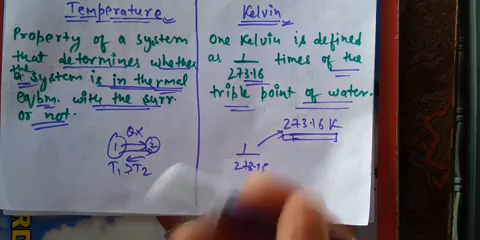 Temperature
Property of a system
that determines whether
the system is in thermal
eqbm. with the surr.
or not.
1 Q× 2
T₁ > T₂
Kelvin
One Kelvin is defined
as 1/273.16 times of the
triple point of water.
273.16 K
1/273.16